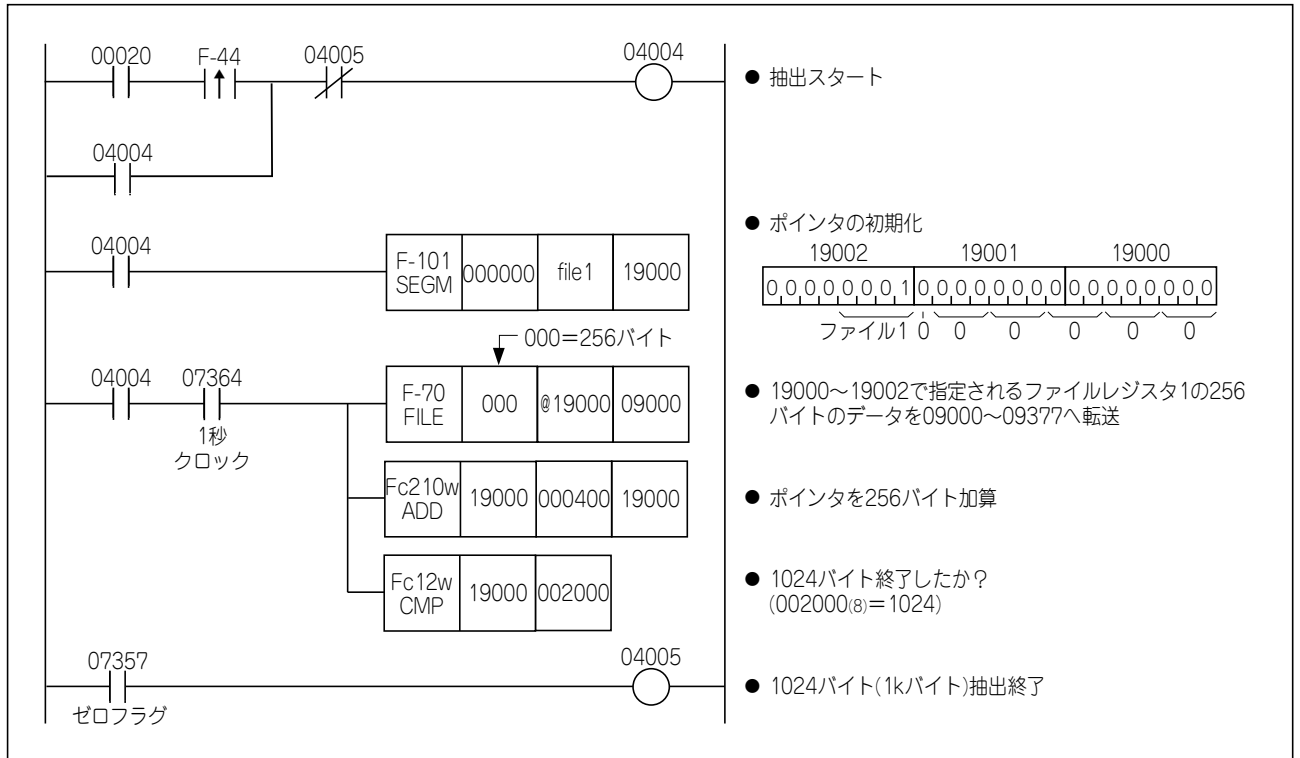 00020 F-44 04005 04004
● 抽出スタート
04004
● ポインタの初期化
04004
F-101 SEGM 000000 file1 19000
19002 19001 19000
0 0 0 0 0 0 0 1 0 0 0 0 0 0 0 0 0 0 0 0 0 0 0 0
ファイル1 0 0 0 0 0 0
000=256バイト
04004 07364
1秒
クロック
F-70 FILE 000 @19000 09000
● 19000〜19002で指定されるファイルレジスタ1の256
バイトのデータを09000〜09377へ転送
Fc210w ADD 19000 000400 19000
● ポインタを256バイト加算
Fc12w CMP 19000 002000
● 1024バイト終了したか?
(002000(8)=1024)
07357 04005
ゼロフラグ
● 1024バイト(1kバイト)抽出終了